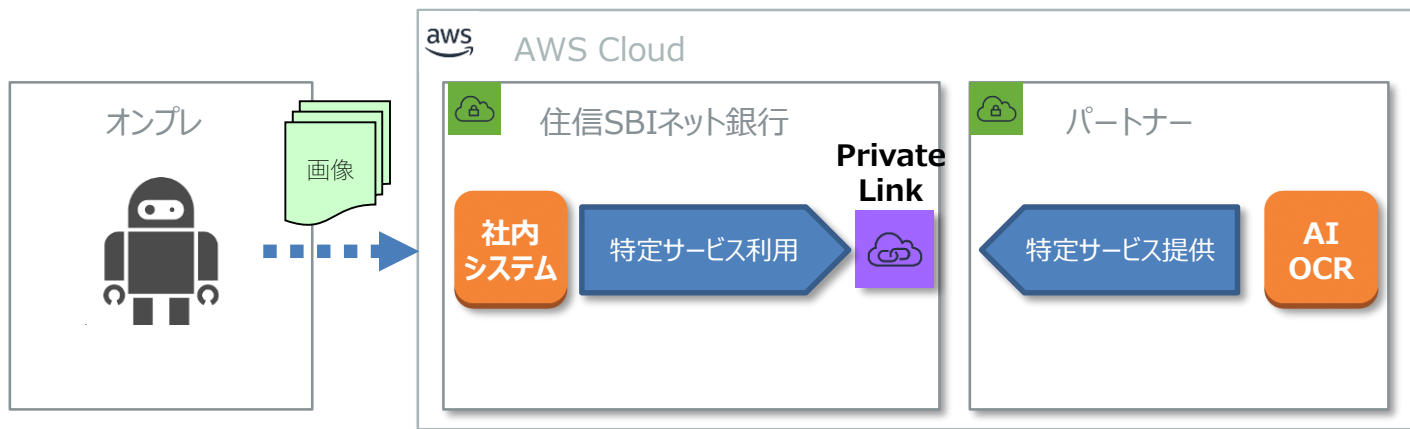 aws
AWS Cloud
オンプレ
画像
住信SBIネット銀行
Private
Link
社内
システム
特定サービス利用
パートナー
特定サービス提供
AI
OCR